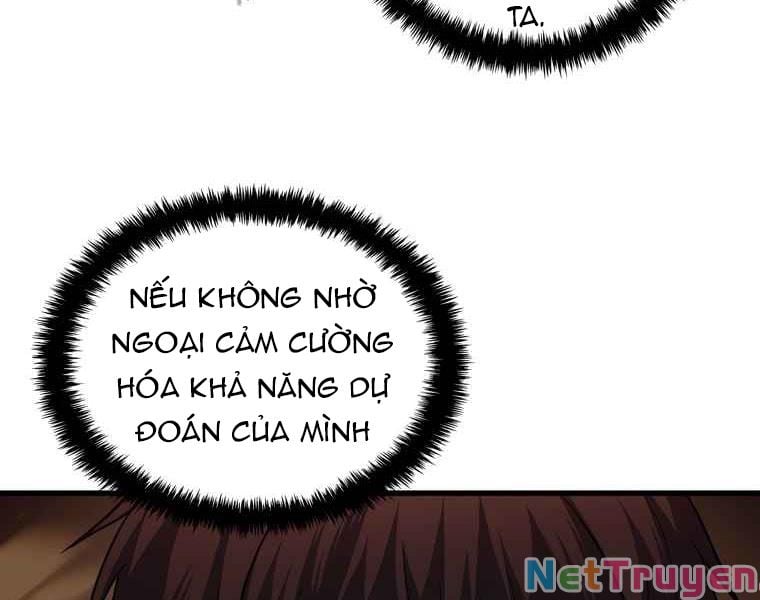 TA.
NẾU KHÔNG NHỜ
NGOẠI CẢM CƯỜNG
HÓA KHẢ NĂNG DỰ
ĐOÁN CỦA MÌNH
NetTruyen